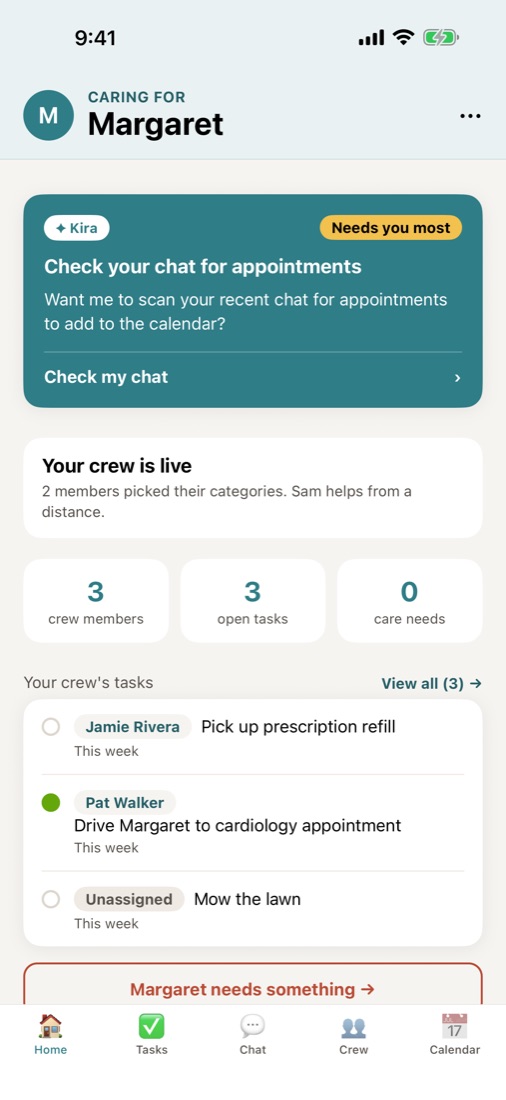 9:41
M
CARING FOR
Margaret
✦ Kira
Needs you most
Check your chat for appointments
Want me to scan your recent chat for appointments
to add to the calendar?
Check my chat ›
Your crew is live
2 members picked their categories. Sam helps from a
distance.
3
crew members
3
open tasks
0
care needs
Your crew's tasks
View all (3) →
Jamie Rivera Pick up prescription refill
This week
Pat Walker
Drive Margaret to cardiology appointment
This week
Unassigned Mow the lawn
This week
Margaret needs something →
17
Home
Tasks
Chat
Crew
Calendar